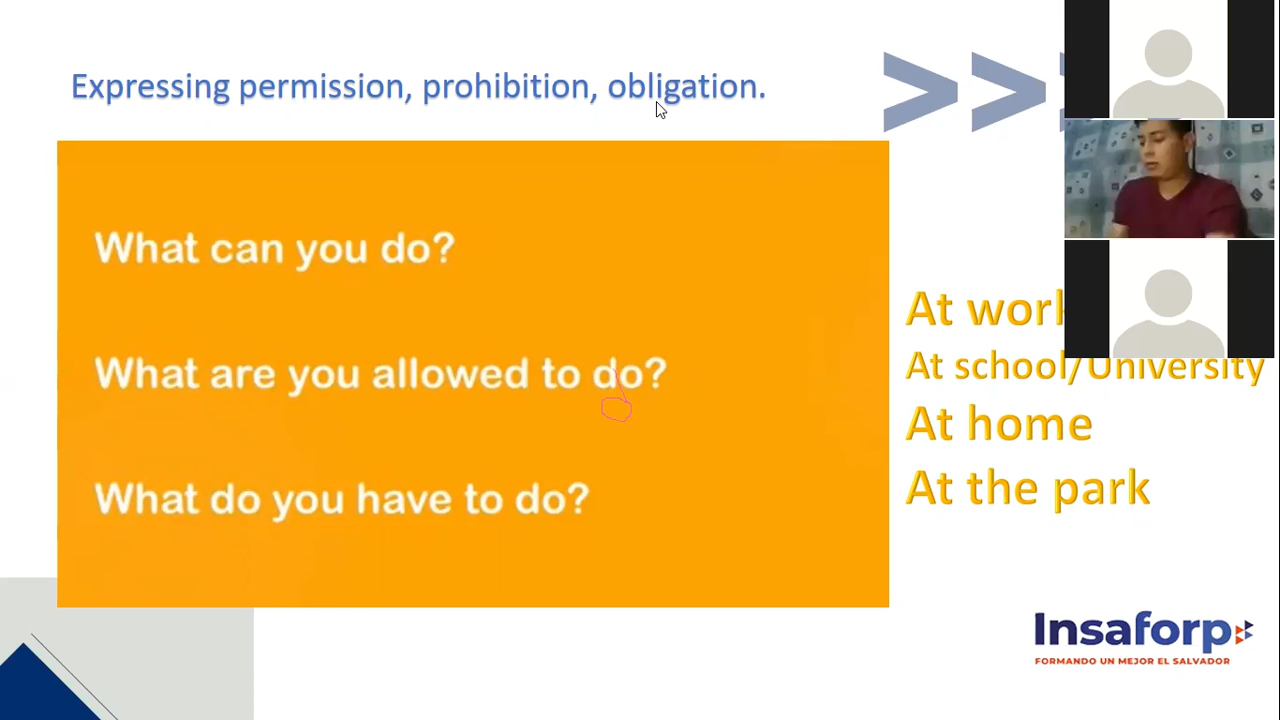 Expressing permission, prohibition, obligation.
>>
What can you do?
What are you allowed to do?
What do you have to do?
At work
At school/University
At home
At the park
Insaforp
FORMANDO UN MEJOR EL SALVADOR